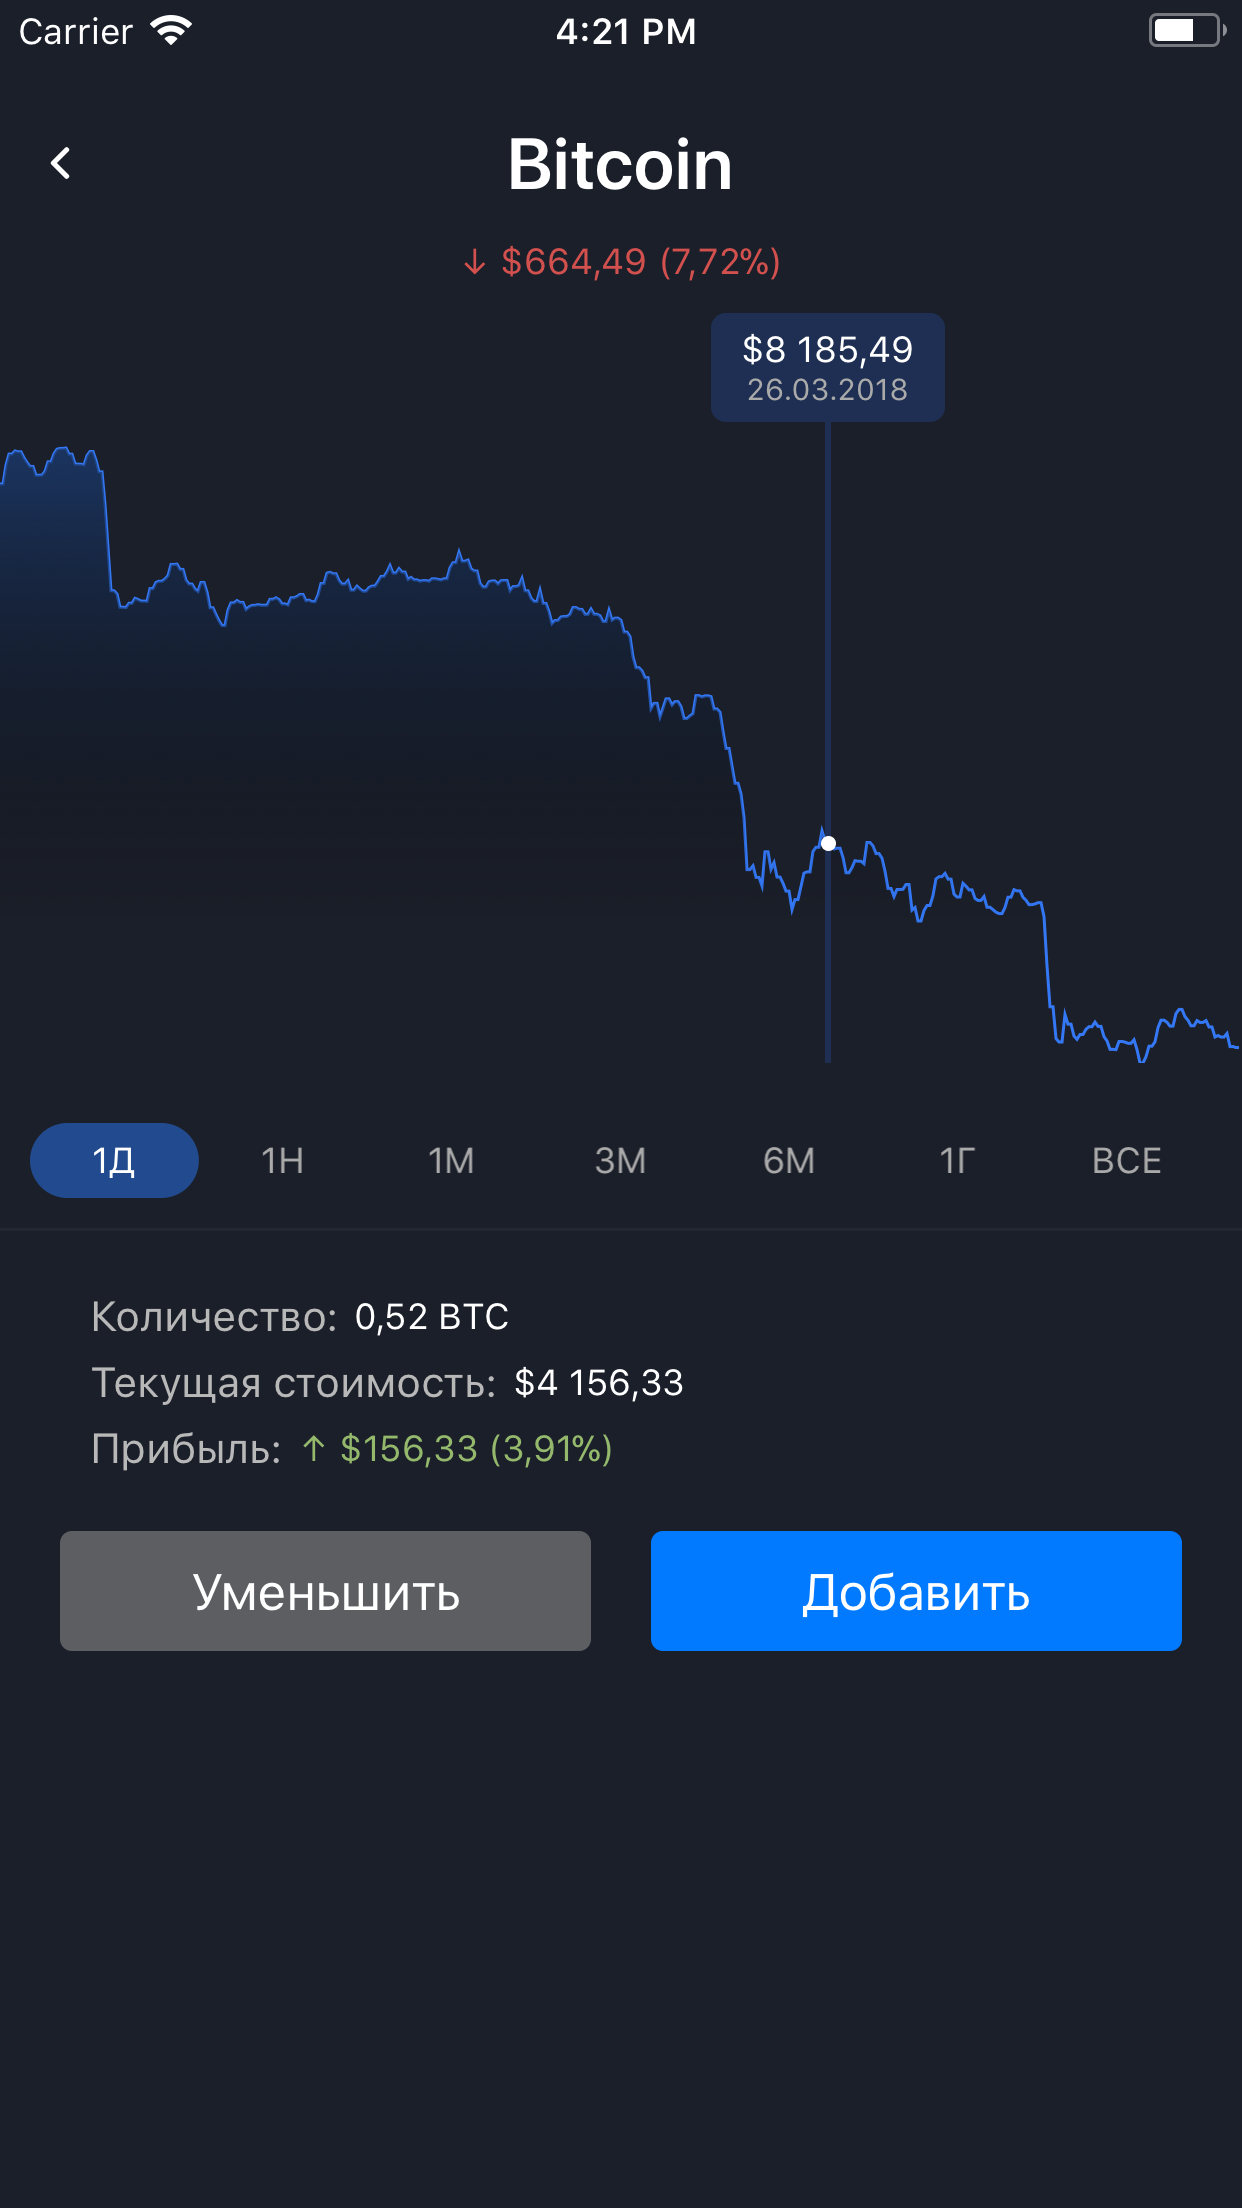 Carrier 4:21 PM
Bitcoin
↓ $664,49 (7,72%)
$8 185,49
26.03.2018
1Д 1Н 1М 3М 6М 1Г ВСЕ
Количество: 0,52 BTC
Текущая стоимость: $4 156,33
Прибыль: ↑ $156,33 (3,91%)
Уменьшить Добавить